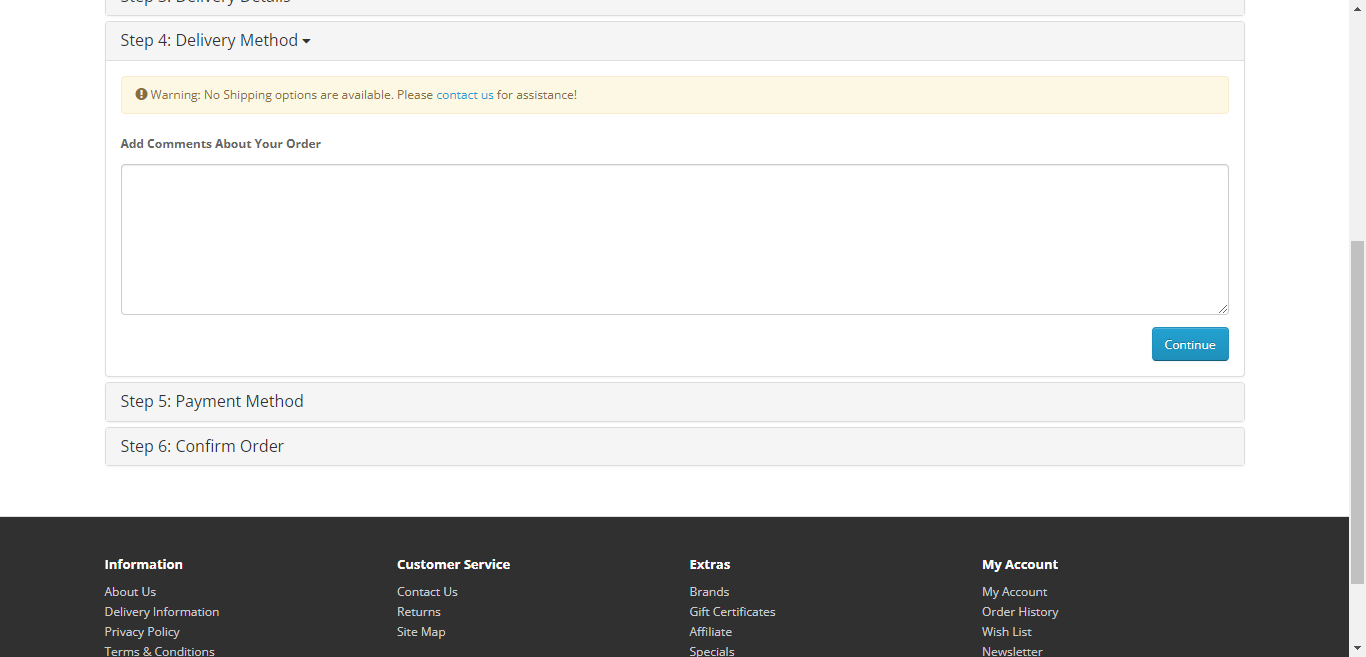 Step 3: Delivery Details
Step 4: Delivery Method
Warning: No Shipping options are available. Please contact us for assistance!
Add Comments About Your Order
Continue
Step 5: Payment Method
Step 6: Confirm Order
Information
About Us
Delivery Information
Privacy Policy
Terms & Conditions
Customer Service
Contact Us
Returns
Site Map
Extras
Brands
Gift Certificates
Affiliate
Specials
My Account
My Account
Order History
Wish List
Newsletter